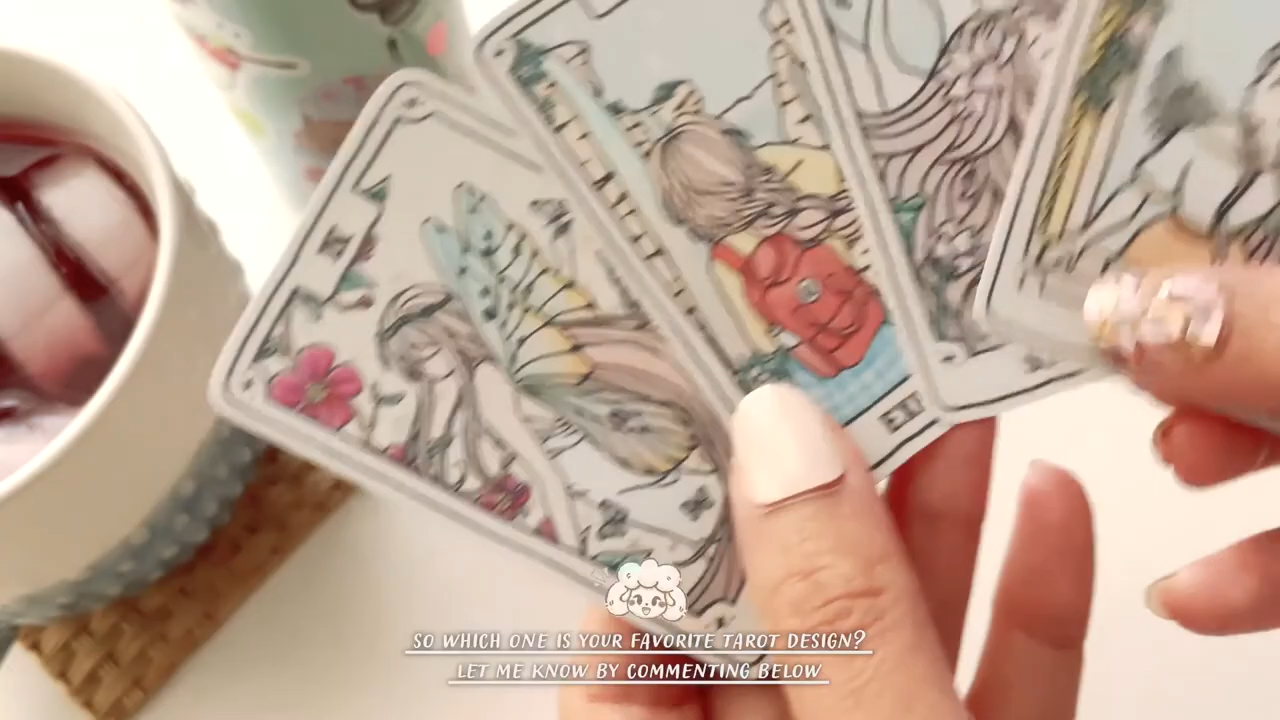 SO WHICH ONE IS YOUR FAVORITE TAROT DESIGN?
LET ME KNOW BY COMMENTING BELOW